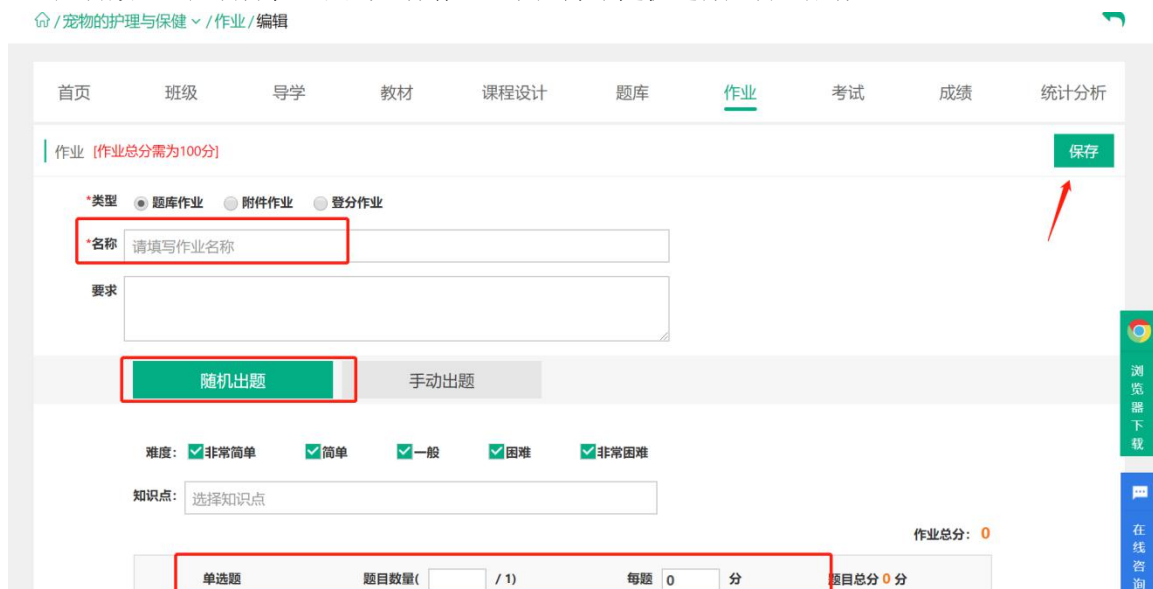 / 宠物的护理与保健 / 作业 / 编辑
首页 班级 导学 教材 课程设计 题库 作业 考试 成绩 统计分析
作业 [作业总分需为100分] 保存
*类型 题库作业 附件作业 登分作业
*名称 请填写作业名称
要求
随机出题 手动出题
浏览器下载
难度: 非常简单 简单 一般 困难 非常困难
知识点: 选择知识点
作业总分: 0
在线咨询
单选题 题目数量( / 1) 每题 0 分 题目总分 0 分